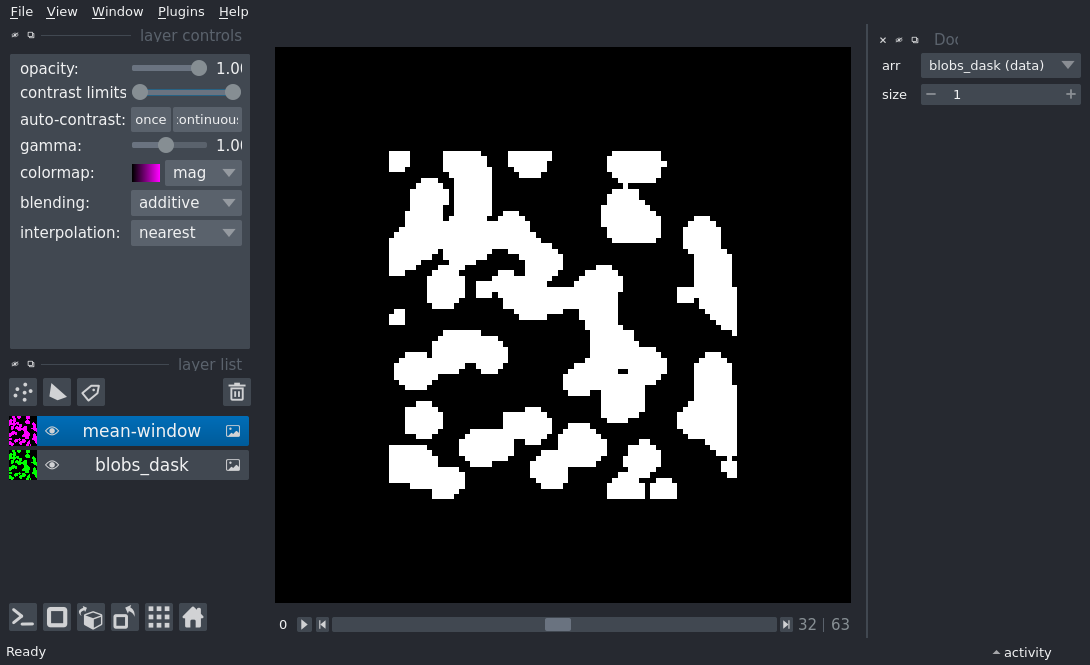 File View Window Plugins Help
layer controls
opacity: 1.0
contrast limits
auto-contrast: once ontinuous
gamma: 1.0
colormap: mag
blending: additive
interpolation: nearest
layer list
mean-window
blobs_dask
0 32 | 63
Ready
Doc
arr blobs_dask (data)
size − 1 +
activity